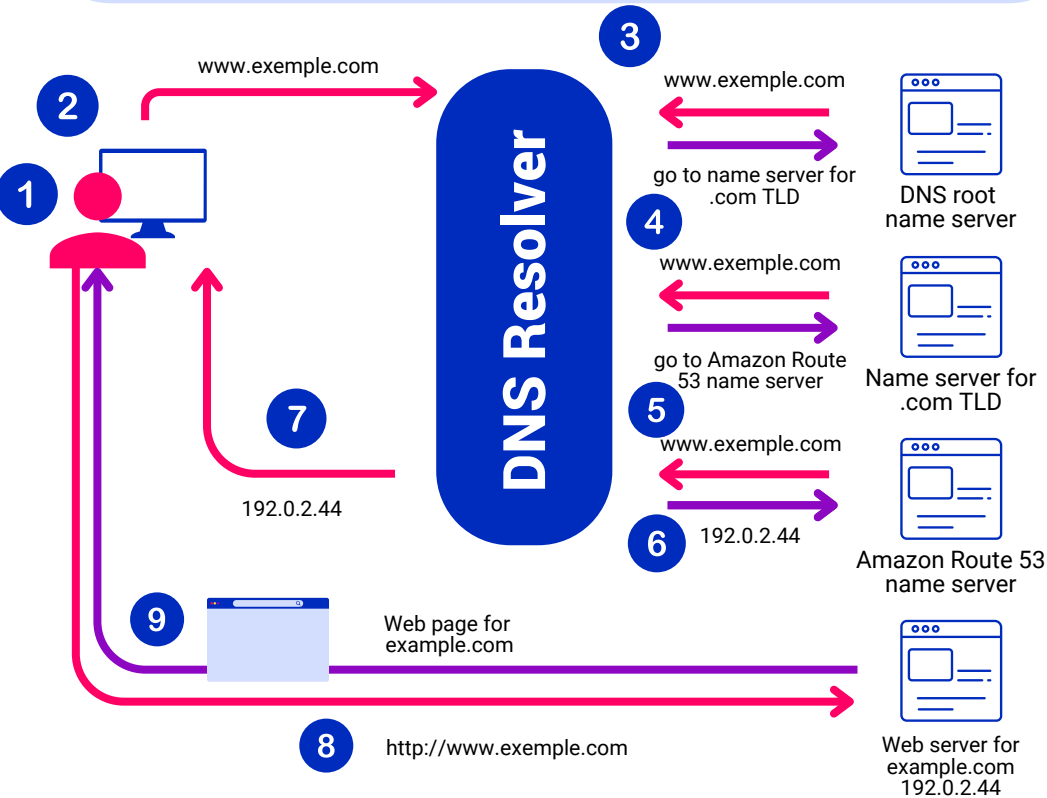 3
www.exemple.com
www.exemple.com
2
go to name server for
.com TLD
DNS root
name server
1
4
DNS Resolver
www.exemple.com
go to Amazon Route
53 name server
Name server for
.com TLD
7
5
www.exemple.com
192.0.2.44
6
192.0.2.44
Amazon Route 53
name server
9
Web page for
example.com
8
http://www.exemple.com
Web server for
example.com
192.0.2.44